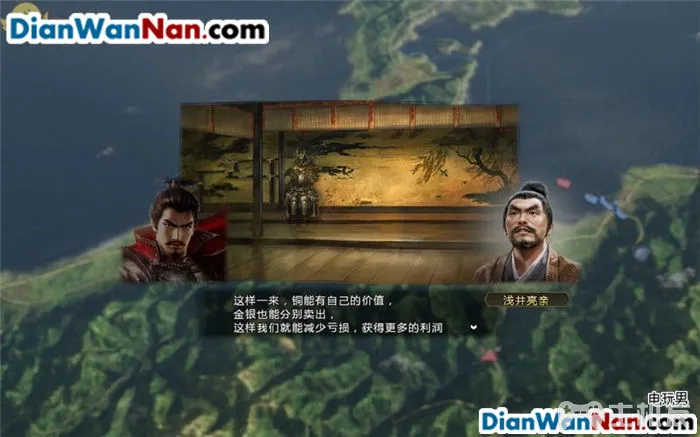 DianWanNan.com
浅井亮亲
这样一来，铜能有自己的价值，
金银也能分别卖出，
这样我们就能减少亏损，获得更多的利润
电玩男
DianWanNan.com